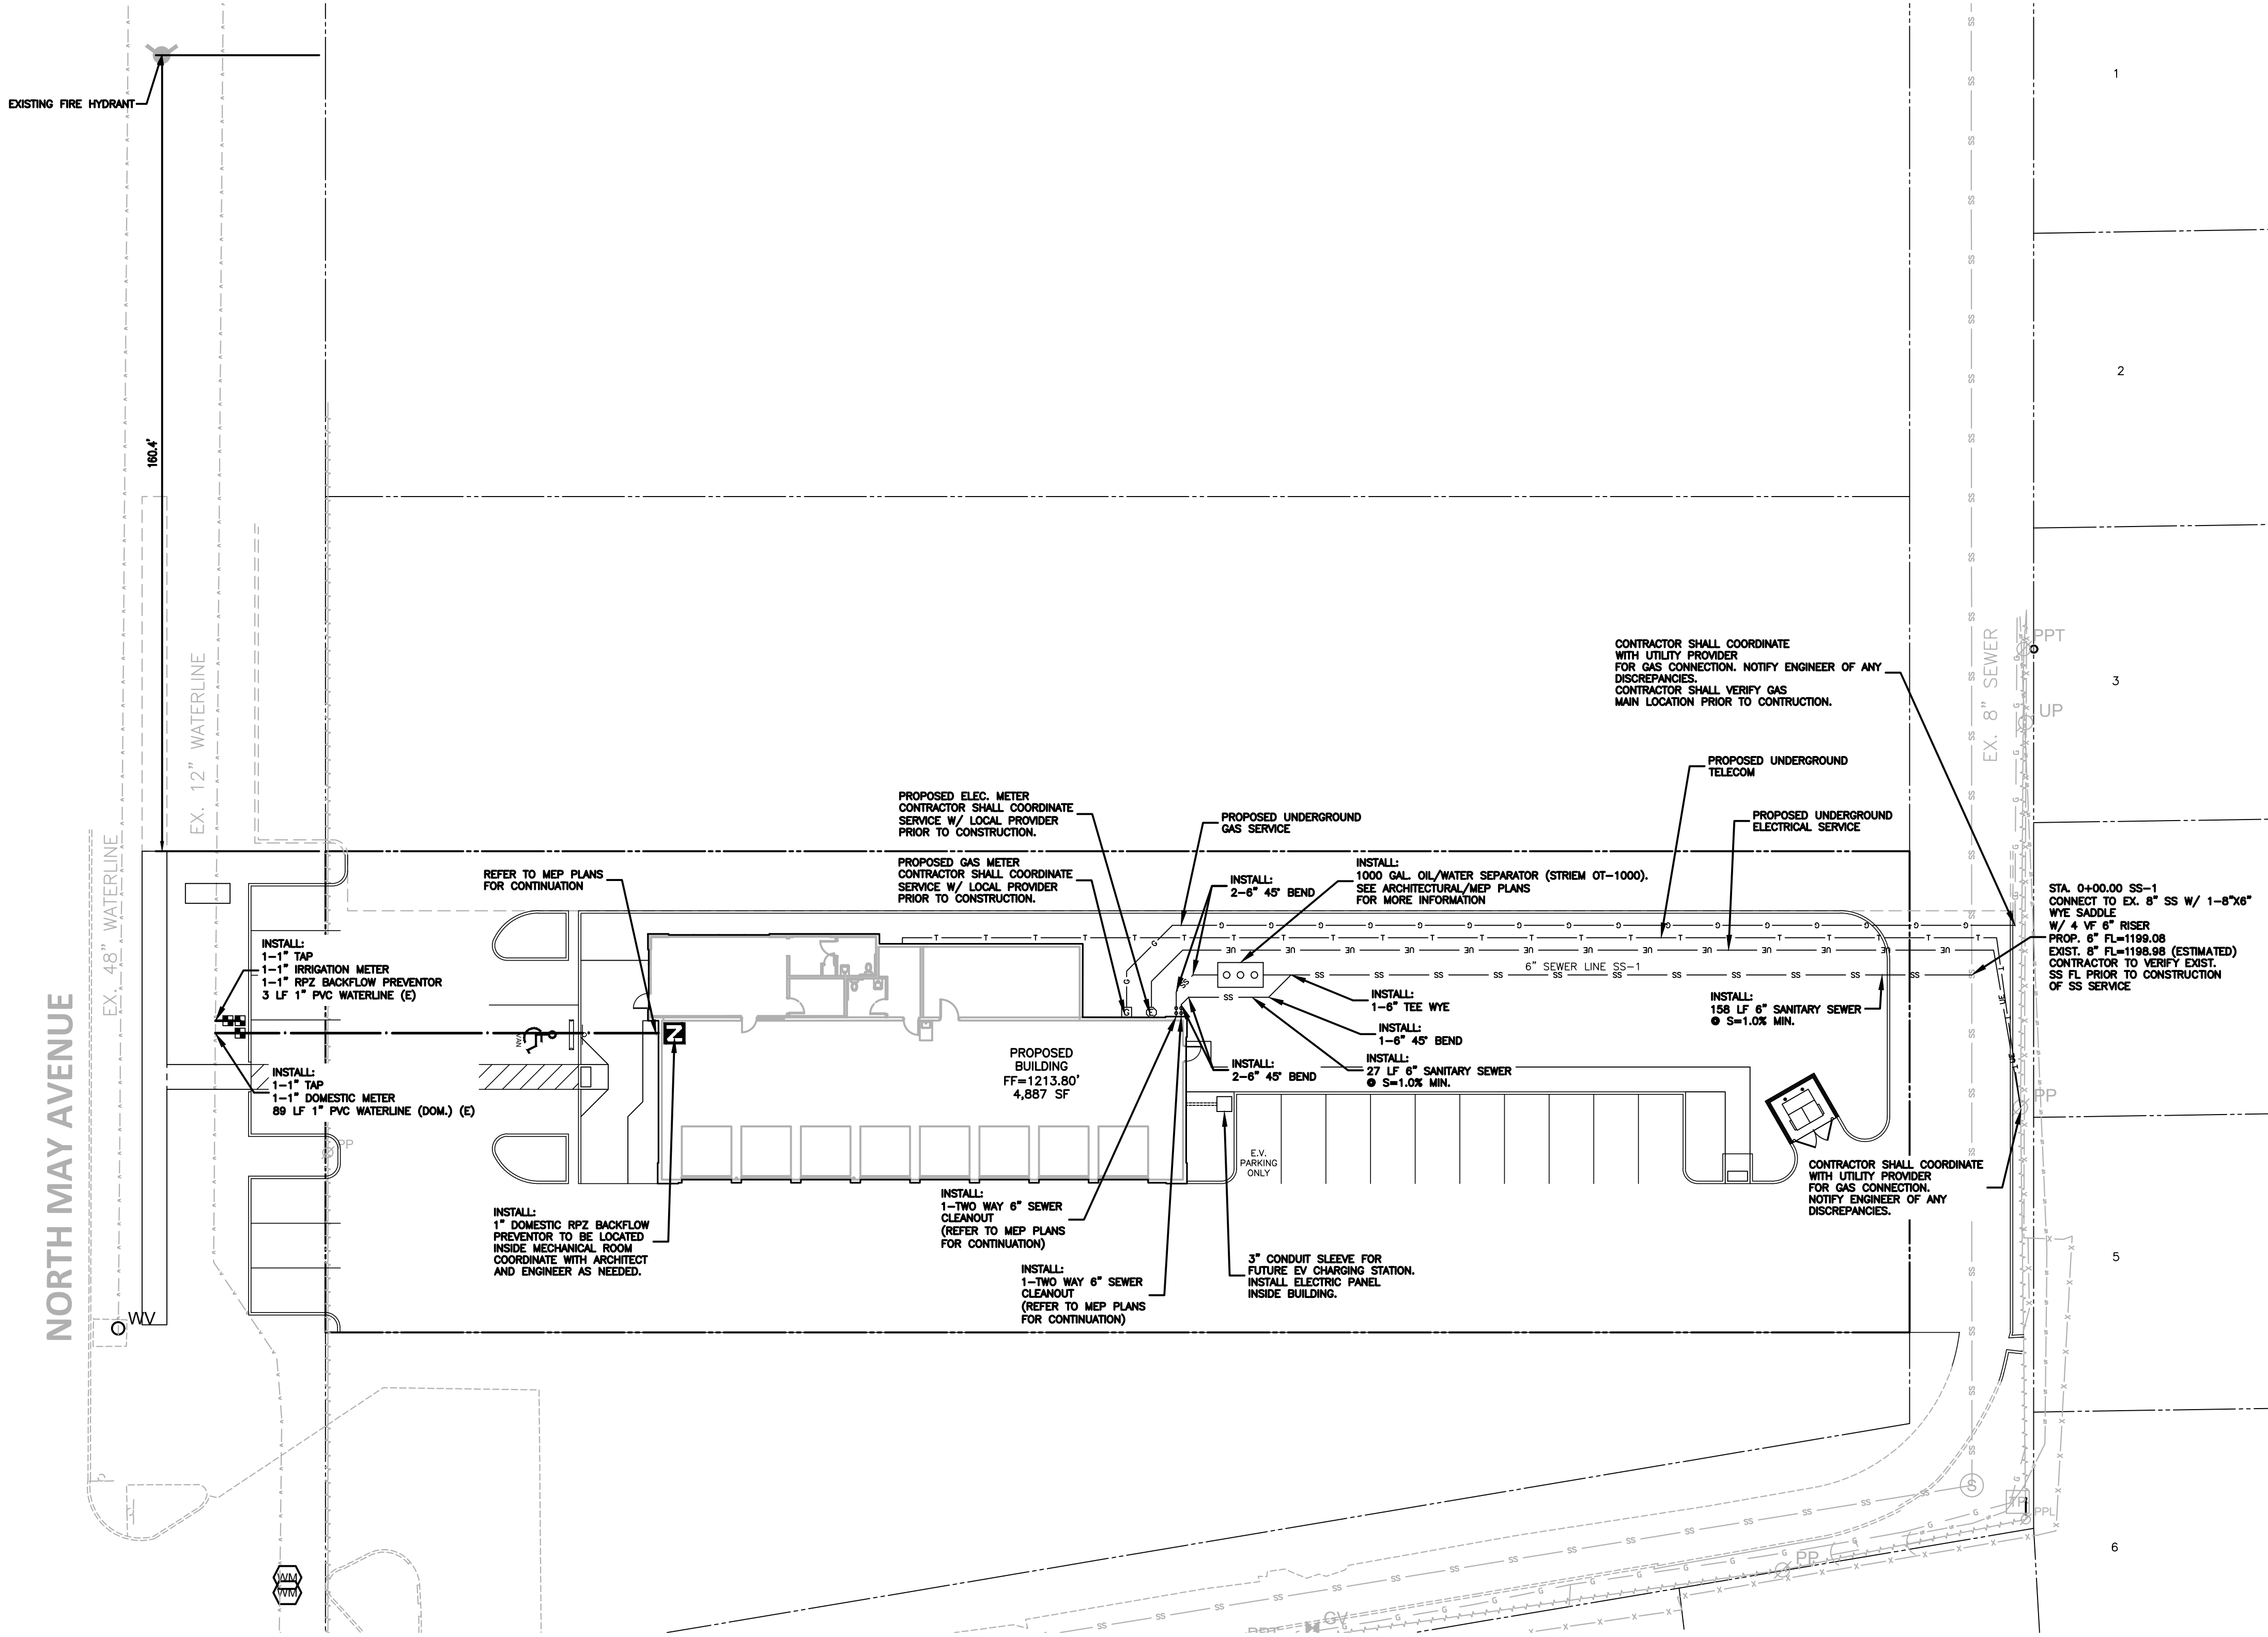 EXISTING FIRE HYDRANT
1
2
3
5
6
160.4'
NORTH MAY AVENUE
EX. 48" WATERLINE
EX. 12" WATERLINE
EX. 8" SEWER
PPT
UP
PP
CONTRACTOR SHALL COORDINATE
WITH UTILITY PROVIDER
FOR GAS CONNECTION. NOTIFY ENGINEER OF ANY
DISCREPANCIES.
CONTRACTOR SHALL VERIFY GAS
MAIN LOCATION PRIOR TO CONTRUCTION.
PROPOSED UNDERGROUND
TELECOM
PROPOSED UNDERGROUND
ELECTRICAL SERVICE
PROPOSED ELEC. METER
CONTRACTOR SHALL COORDINATE
SERVICE W/ LOCAL PROVIDER
PRIOR TO CONSTRUCTION.
PROPOSED UNDERGROUND
GAS SERVICE
PROPOSED GAS METER
CONTRACTOR SHALL COORDINATE
SERVICE W/ LOCAL PROVIDER
PRIOR TO CONSTRUCTION.
REFER TO MEP PLANS
FOR CONTINUATION
INSTALL:
2-6" 45° BEND
INSTALL:
1000 GAL. OIL/WATER SEPARATOR (STRIEM OT-1000).
SEE ARCHITECTURAL/MEP PLANS
FOR MORE INFORMATION
STA. 0+00.00 SS-1
CONNECT TO EX. 8" SS W/ 1-8"X6"
WYE SADDLE
W/ 4 VF 6" RISER
PROP. 6" FL=1199.08
EXIST. 8" FL=1198.98 (ESTIMATED)
CONTRACTOR TO VERIFY EXIST.
SS FL PRIOR TO CONSTRUCTION
OF SS SERVICE
INSTALL:
1-1" TAP
1-1" IRRIGATION METER
1-1" RPZ BACKFLOW PREVENTOR
3 LF 1" PVC WATERLINE (E)
6" SEWER LINE SS-1
INSTALL:
1-6" TEE WYE
INSTALL:
158 LF 6" SANITARY SEWER
@ S=1.0% MIN.
INSTALL:
1-6" 45° BEND
VAN
INSTALL:
1-1" TAP
1-1" DOMESTIC METER
89 LF 1" PVC WATERLINE (DOM.) (E)
PROPOSED
BUILDING
FF=1213.80'
4,887 SF
INSTALL:
2-6" 45° BEND
INSTALL:
27 LF 6" SANITARY SEWER
@ S=1.0% MIN.
PP
E.V.
PARKING
ONLY
CONTRACTOR SHALL COORDINATE
WITH UTILITY PROVIDER
FOR GAS CONNECTION.
NOTIFY ENGINEER OF ANY
DISCREPANCIES.
INSTALL:
1" DOMESTIC RPZ BACKFLOW
PREVENTOR TO BE LOCATED
INSIDE MECHANICAL ROOM
COORDINATE WITH ARCHITECT
AND ENGINEER AS NEEDED.
INSTALL:
1-TWO WAY 6" SEWER
CLEANOUT
(REFER TO MEP PLANS
FOR CONTINUATION)
INSTALL:
1-TWO WAY 6" SEWER
CLEANOUT
(REFER TO MEP PLANS
FOR CONTINUATION)
3" CONDUIT SLEEVE FOR
FUTURE EV CHARGING STATION.
INSTALL ELECTRIC PANEL
INSIDE BUILDING.
WV
S
PPL
PP
GV
WM
WM